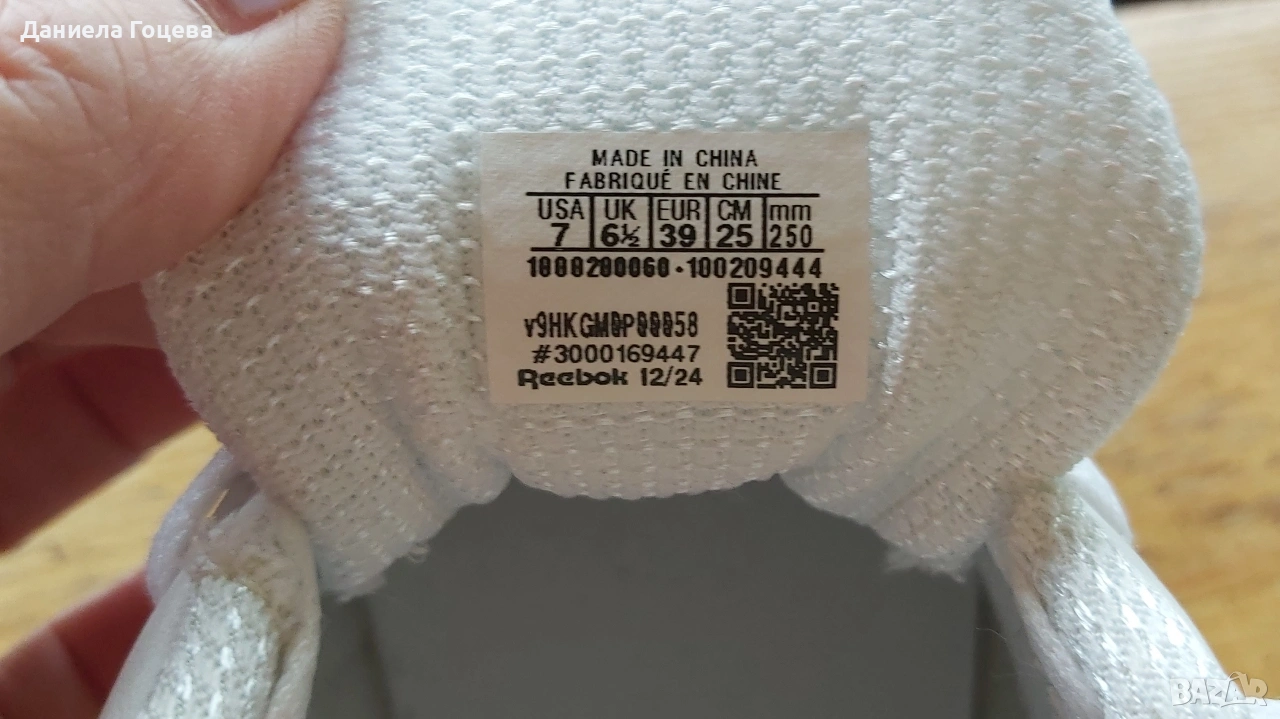 Даниела Гоцева
MADE IN CHINA
FABRIQUÉ EN CHINE
USA UK EUR CM mm
7 6½ 39 25 250
1000200060·100209444
v9HKGM0P00058
#3000169447
Reebok 12/24
BAZAR